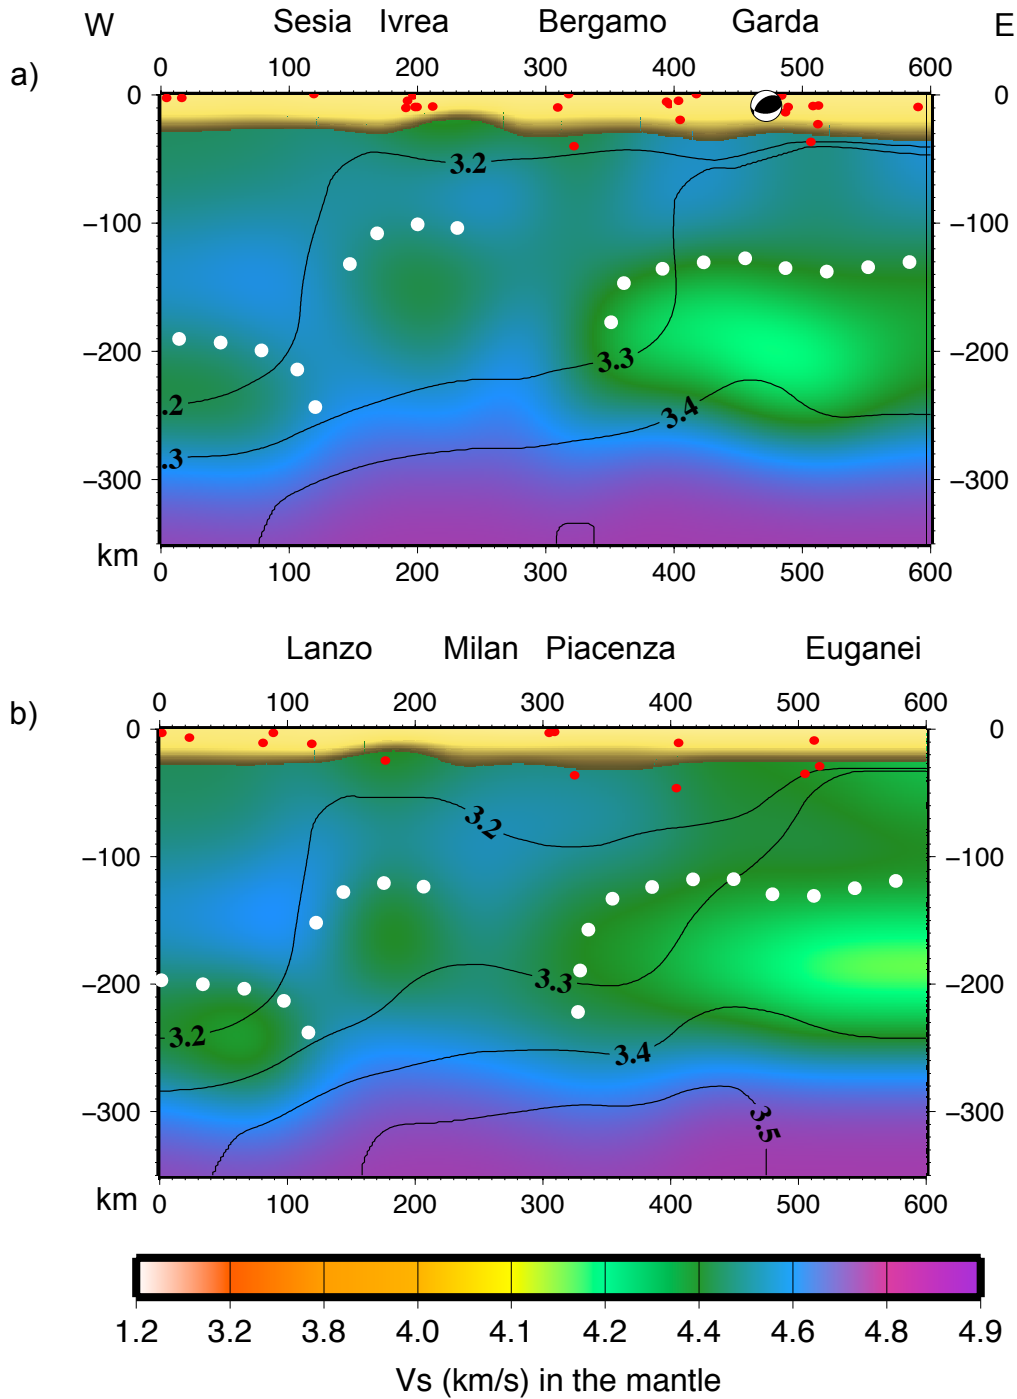 W Sesia Ivrea Bergamo Garda E
a)
0 100 200 300 400 500 600
0 0
−100 −100
−200 −200
−300 −300
3.2
3.3
3.4
.2
.3
km
0 100 200 300 400 500 600
Lanzo Milan Piacenza Euganei
b)
0 100 200 300 400 500 600
0 0
−100 −100
−200 −200
−300 −300
3.2
3.3
3.2
3.4
3.5
km
0 100 200 300 400 500 600
1.2 3.2 3.8 4.0 4.1 4.2 4.4 4.6 4.8 4.9
Vs (km/s) in the mantle